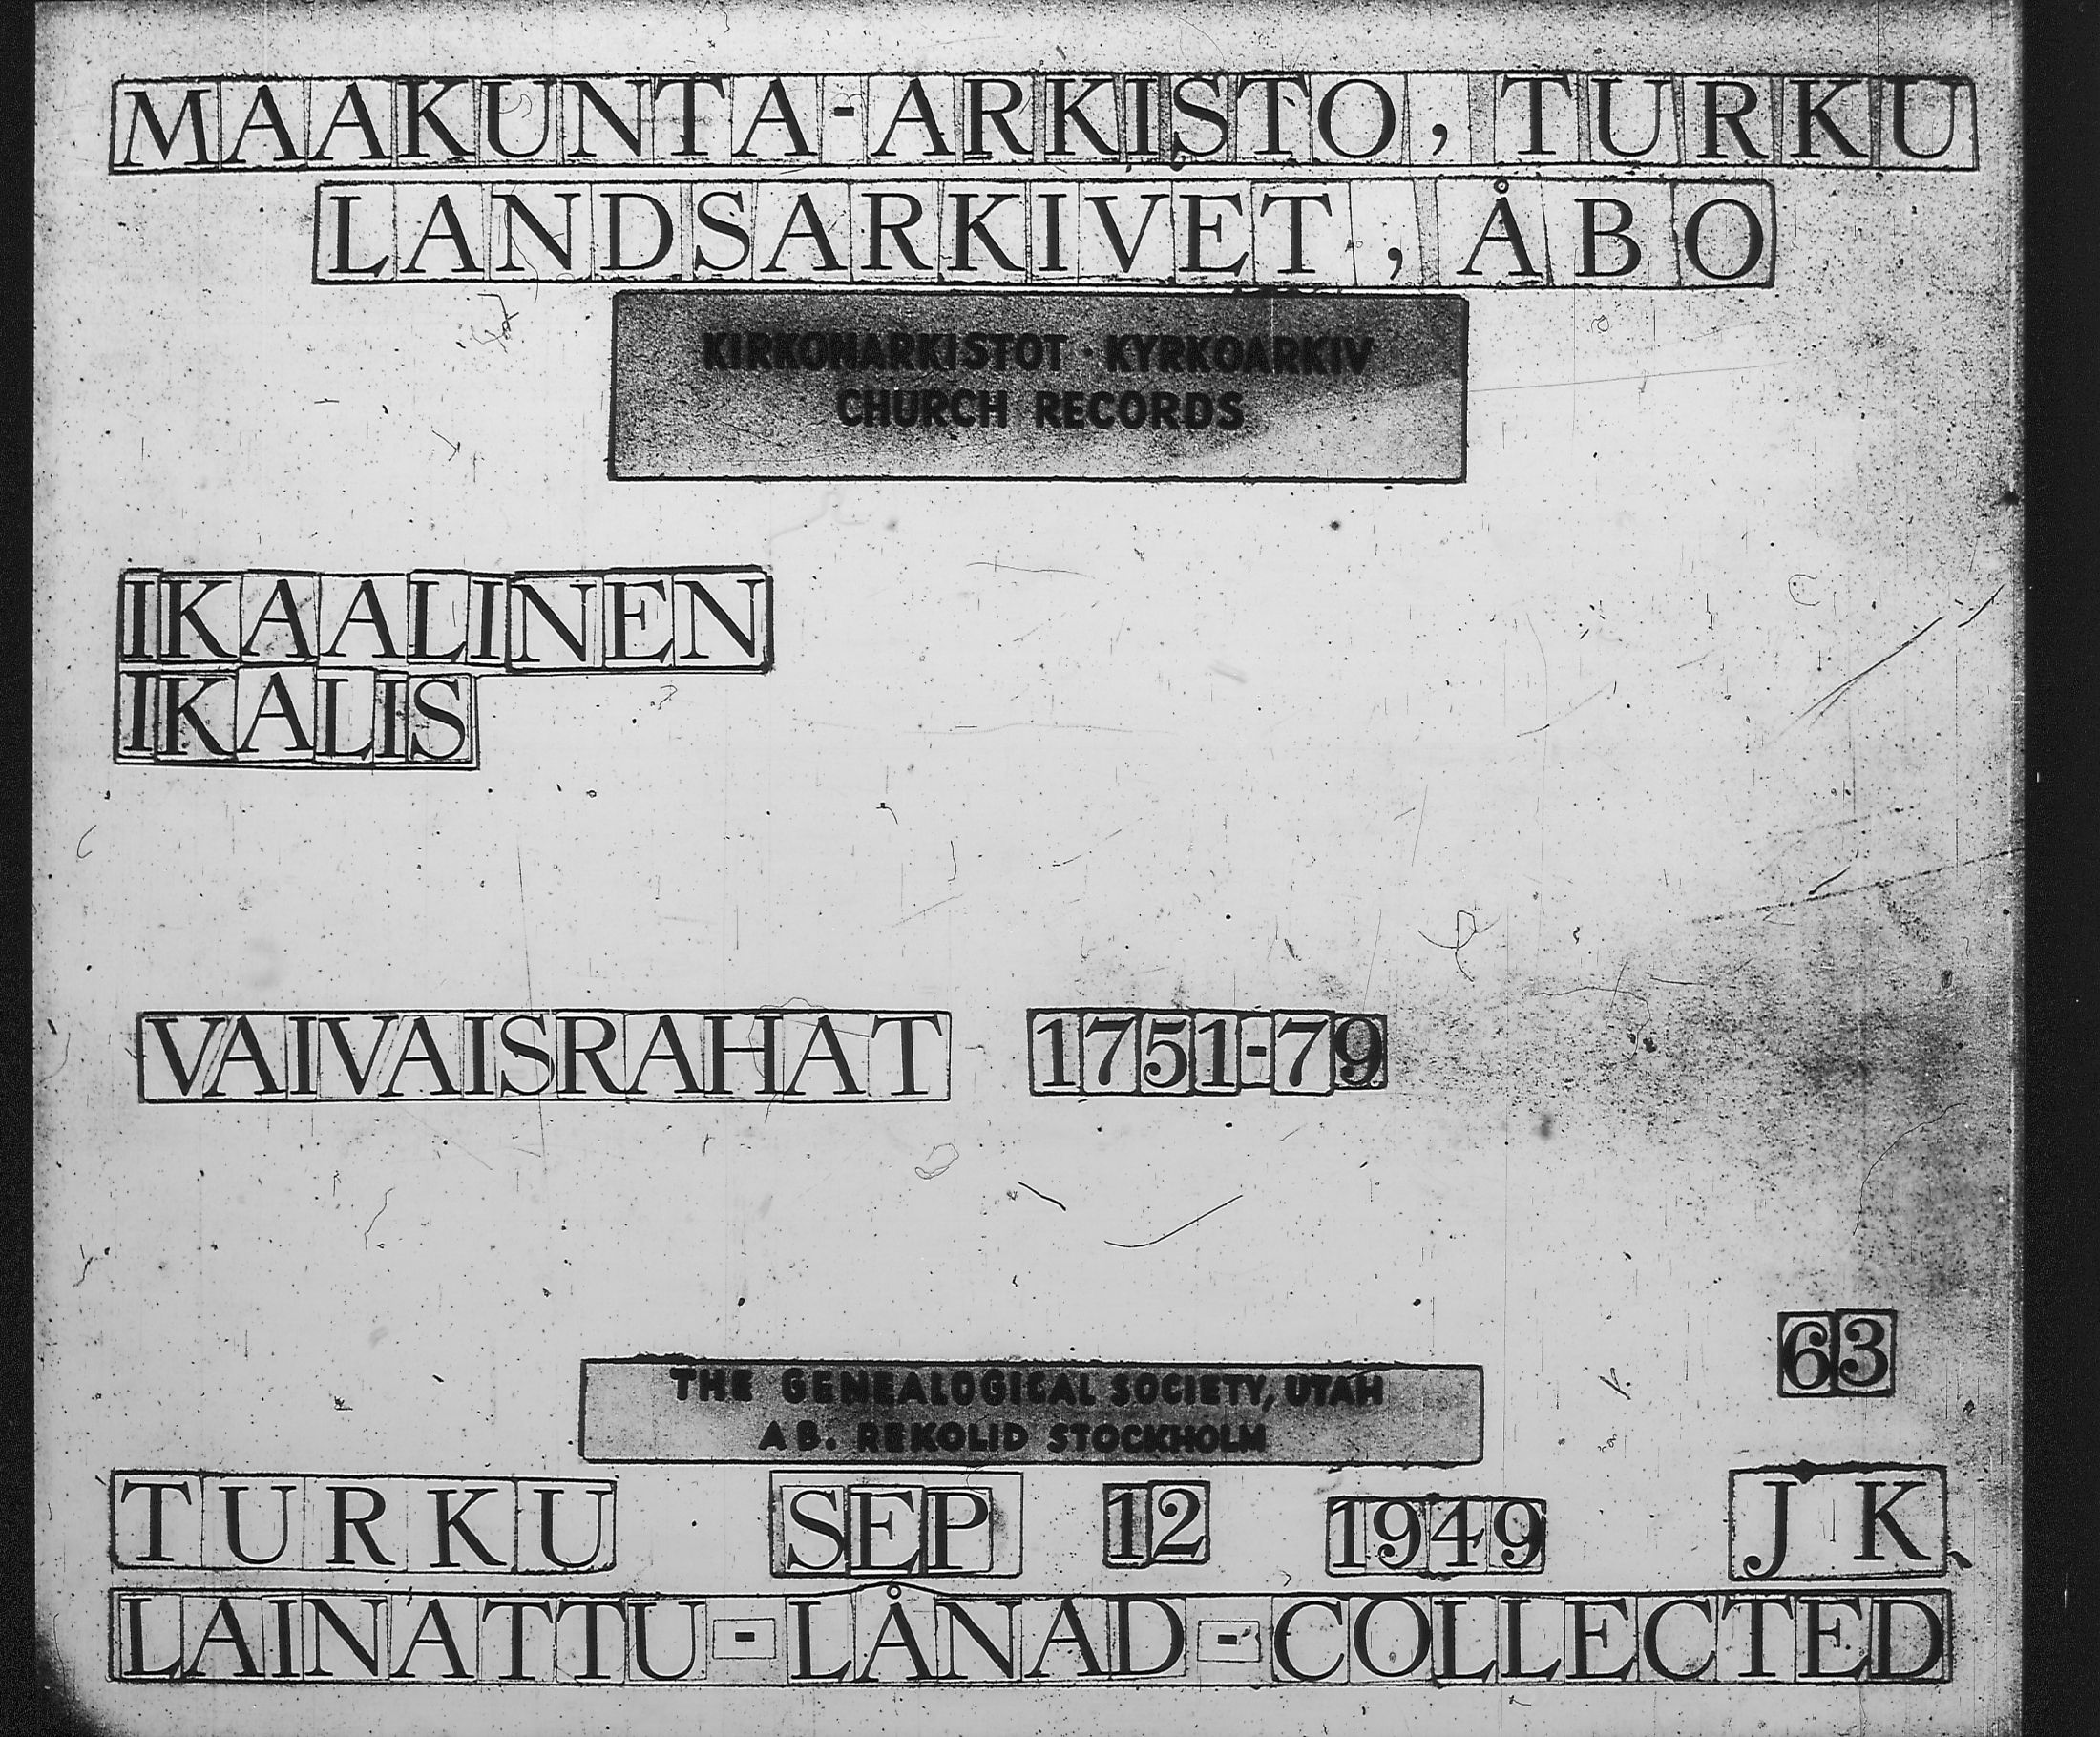 MAAKUNTA-ARKISTO, TURKU
LANDSARKIVET, ÅBO
KIRKONARKISTOT · KYRKOARKIV
CHURCH RECORDS
IKAALINEN
IKALIS
VAIVAISRAHAT 1751-79
63
THE GENEALOGICAL SOCIETY, UTAH
AB. REKOLID STOCKHOLM
TURKU SEP 12 1949 JK
LAINATTU-LÅNAD-COLLECTED